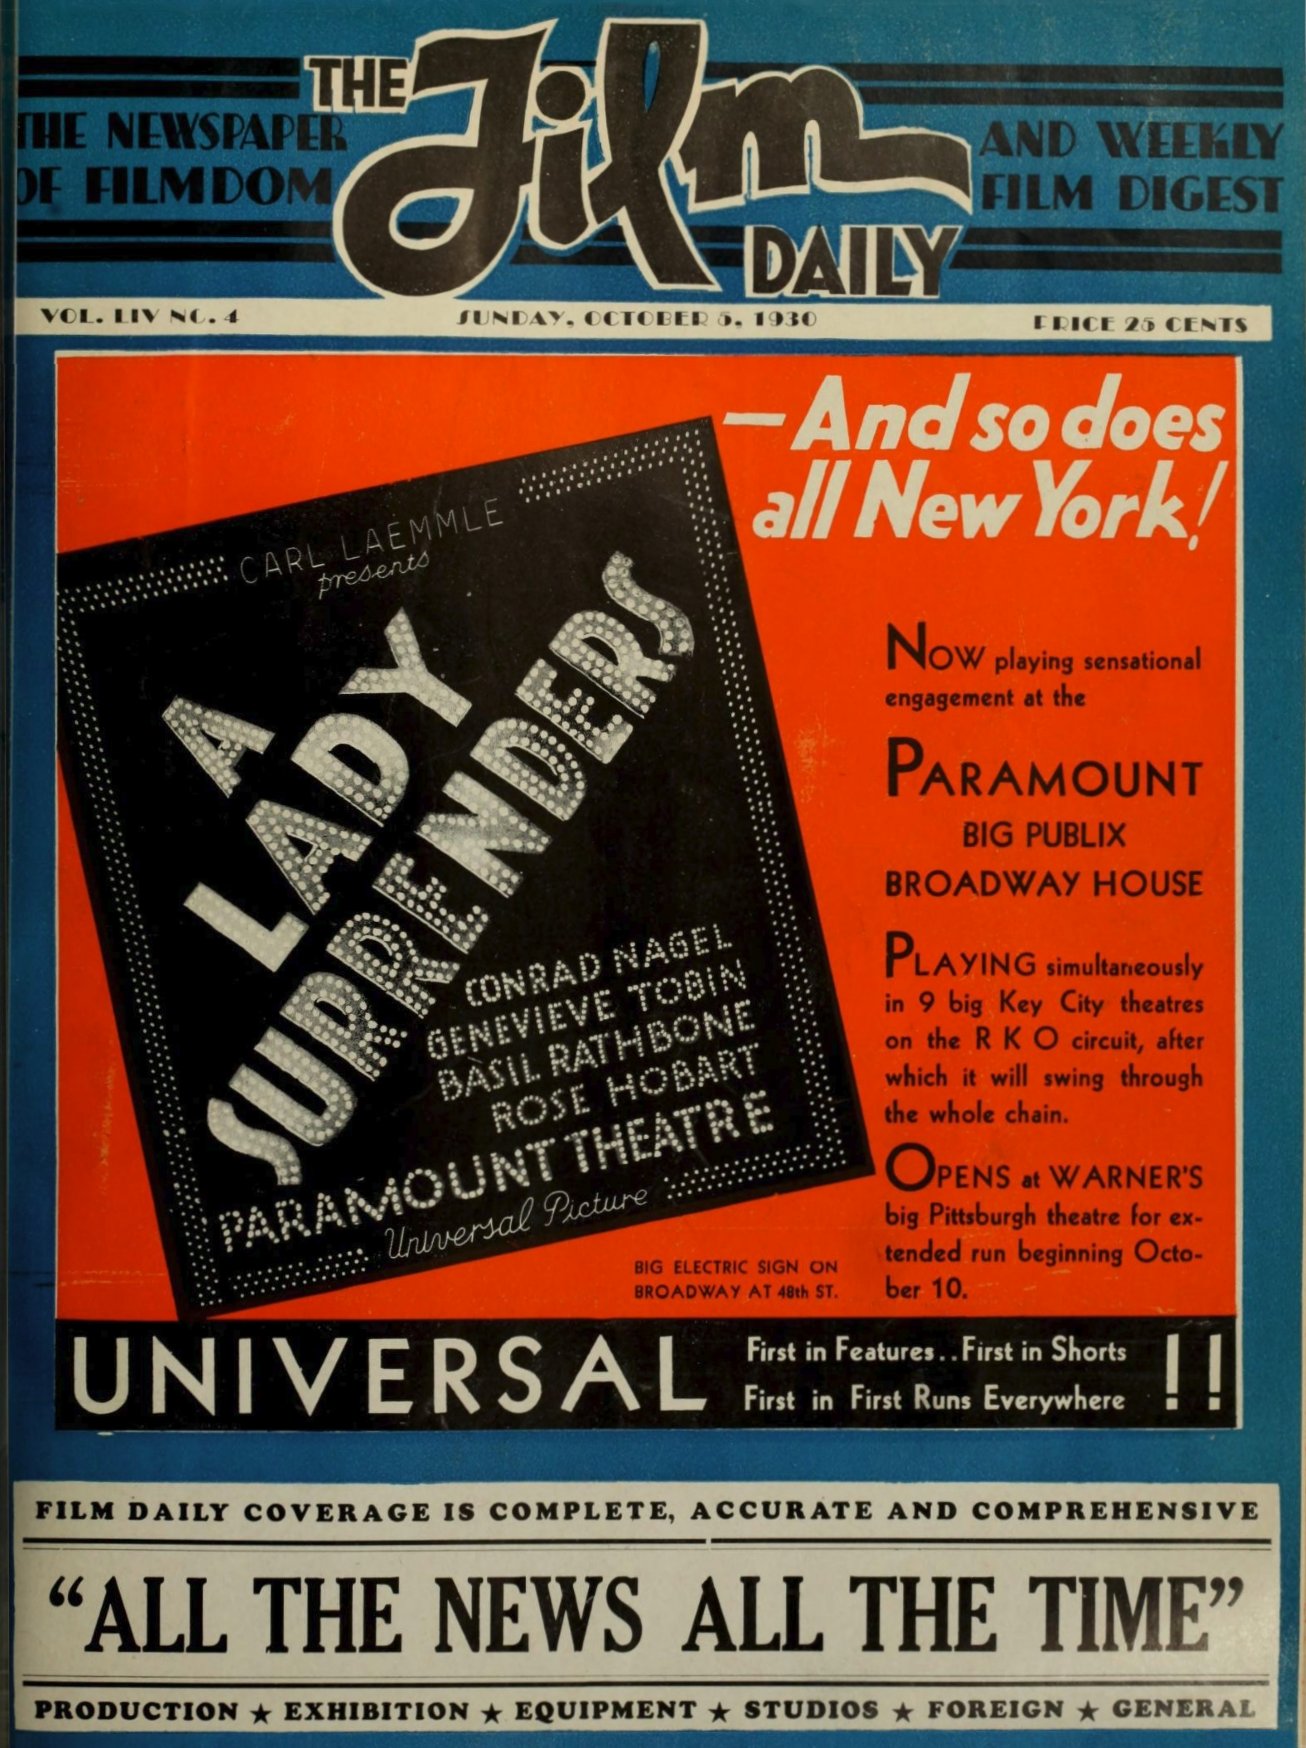 THE Film DAILY
THE NEWSPAPER
OF FILMDOM
AND WEEKLY
FILM DIGEST
VOL. LIV NO. 4
SUNDAY, OCTOBER 5, 1930
PRICE 25 CENTS
—And so does
all New York!
CARL LAEMMLE
presents
A
LADY
SURRENDERS
CONRAD NAGEL
GENEVIEVE TOBIN
BASIL RATHBONE
ROSE HOBART
PARAMOUNT THEATRE
Universal Picture
NOW playing sensational
engagement at the
PARAMOUNT
BIG PUBLIX
BROADWAY HOUSE
PLAYING simultaneously
in 9 big Key City theatres
on the R K O circuit, after
which it will swing through
the whole chain.
OPENS at WARNER'S
big Pittsburgh theatre for ex-
tended run beginning Octo-
ber 10.
BIG ELECTRIC SIGN ON
BROADWAY AT 48th ST.
UNIVERSAL
First in Features..First in Shorts
First in First Runs Everywhere
!!
FILM DAILY COVERAGE IS COMPLETE, ACCURATE AND COMPREHENSIVE
“ALL THE NEWS ALL THE TIME”
PRODUCTION ★ EXHIBITION ★ EQUIPMENT ★ STUDIOS ★ FOREIGN ★ GENERAL